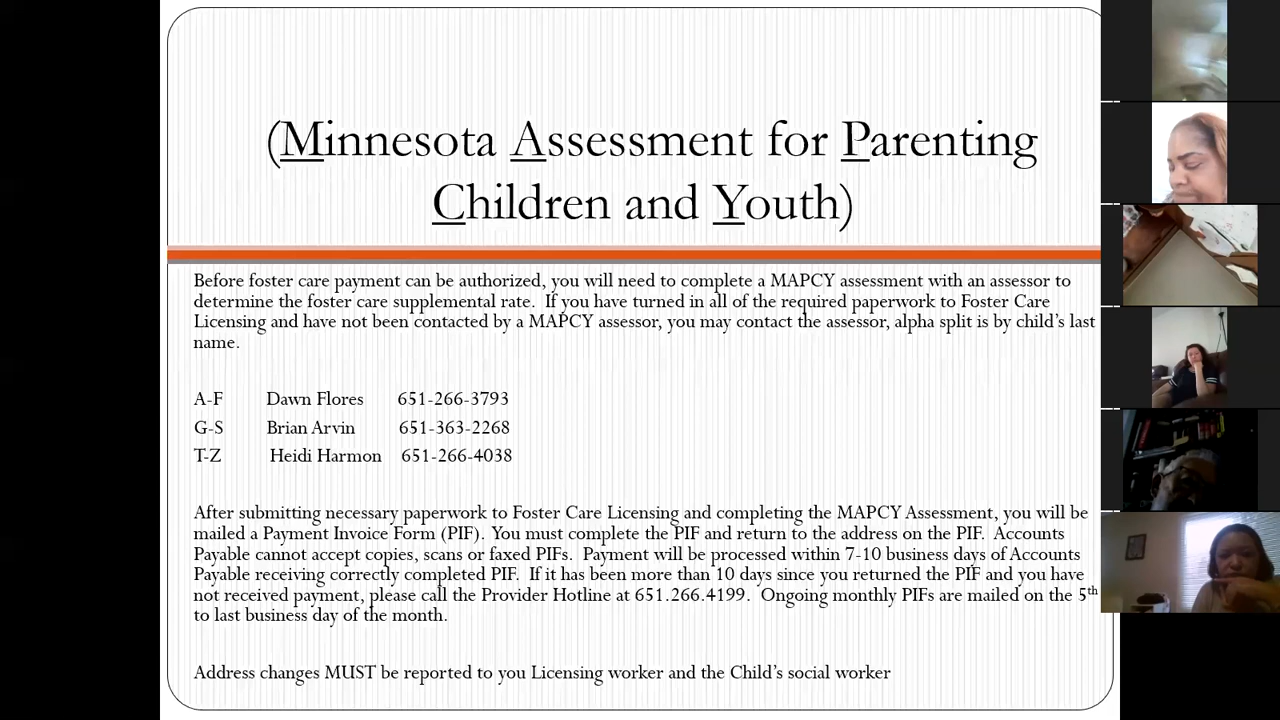 (Minnesota Assessment for Parenting
Children and Youth)
Before foster care payment can be authorized, you will need to complete a MAPCY assessment with an assessor to
determine the foster care supplemental rate.  If you have turned in all of the required paperwork to Foster Care
Licensing and have not been contacted by a MAPCY assessor, you may contact the assessor, alpha split is by child's last
name.
A-F Dawn Flores 651-266-3793
G-S Brian Arvin 651-363-2268
T-Z Heidi Harmon 651-266-4038
After submitting necessary paperwork to Foster Care Licensing and completing the MAPCY Assessment, you will be
mailed a Payment Invoice Form (PIF).  You must complete the PIF and return to the address on the PIF.  Accounts
Payable cannot accept copies, scans or faxed PIFs.  Payment will be processed within 7-10 business days of Accounts
Payable receiving correctly completed PIF.  If it has been more than 10 days since you returned the PIF and you have
not received payment, please call the Provider Hotline at 651.266.4199.  Ongoing monthly PIFs are mailed on the 5th
to last business day of the month.
Address changes MUST be reported to you Licensing worker and the Child's social worker